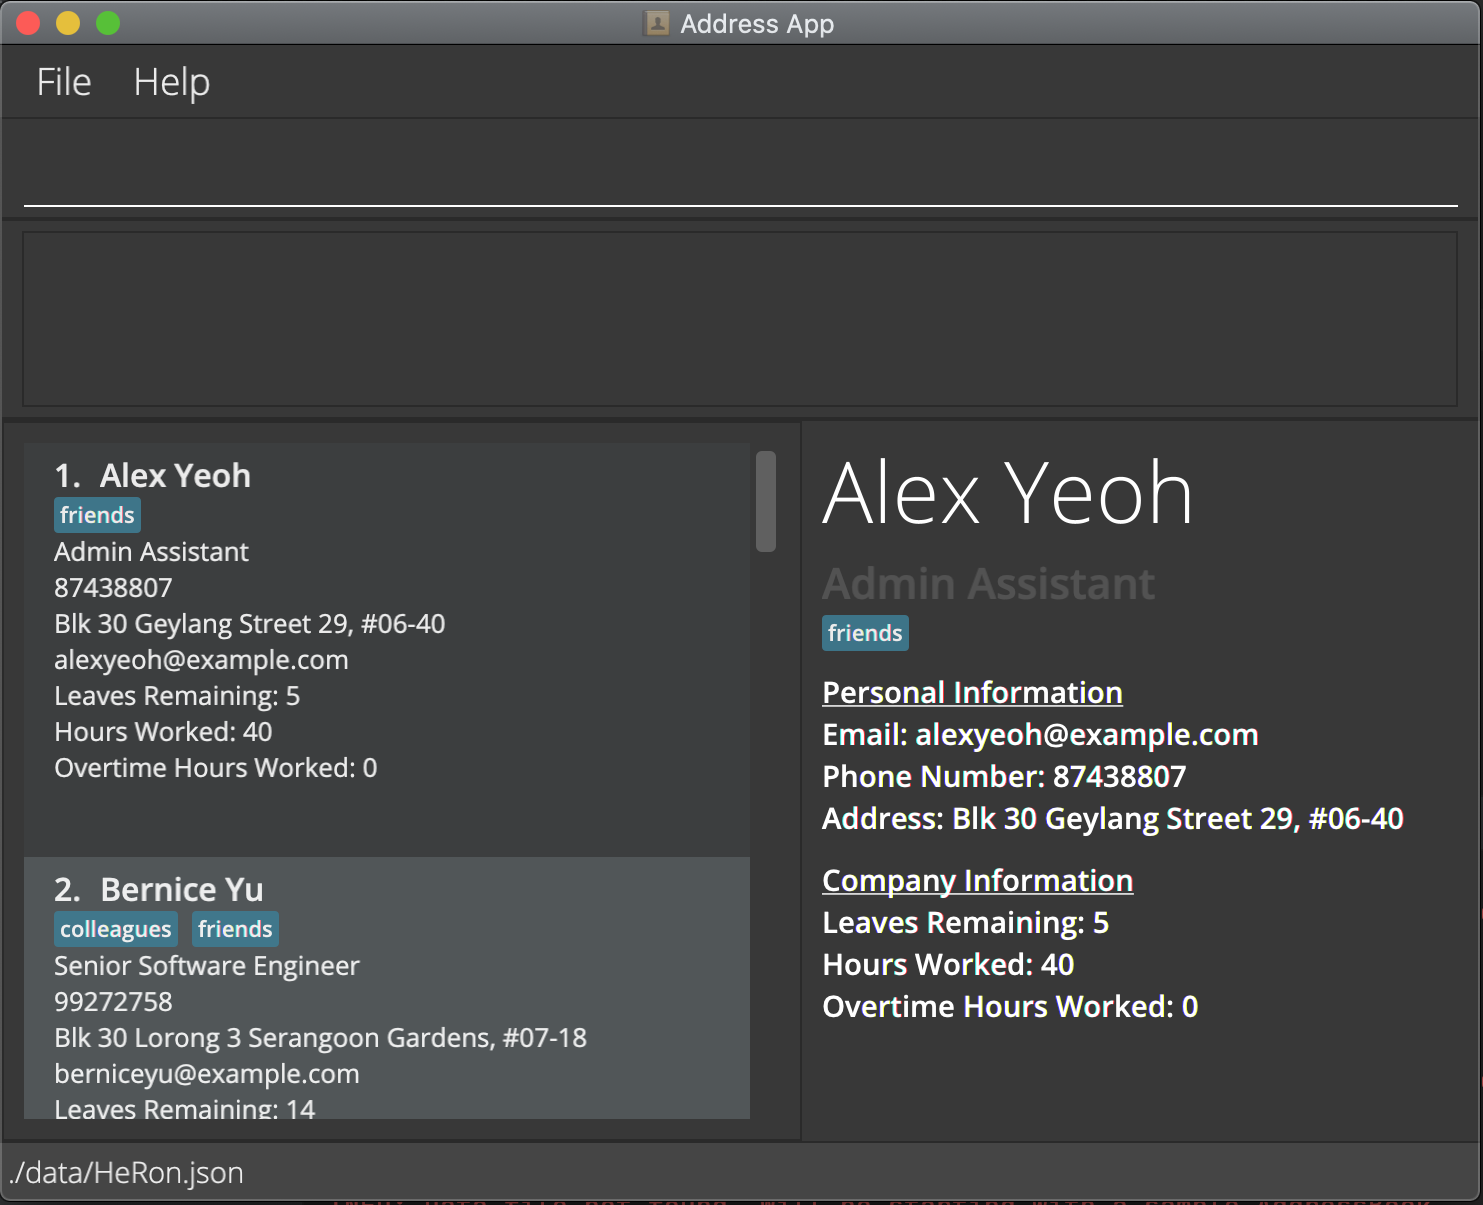 Address App
File Help
1. Alex Yeoh
friends
Admin Assistant
87438807
Blk 30 Geylang Street 29, #06-40
alexyeoh@example.com
Leaves Remaining: 5
Hours Worked: 40
Overtime Hours Worked: 0
2. Bernice Yu
colleagues friends
Senior Software Engineer
99272758
Blk 30 Lorong 3 Serangoon Gardens, #07-18
berniceyu@example.com
Leaves Remaining: 14
Alex Yeoh
Admin Assistant
friends
Personal Information
Email: alexyeoh@example.com
Phone Number: 87438807
Address: Blk 30 Geylang Street 29, #06-40
Company Information
Leaves Remaining: 5
Hours Worked: 40
Overtime Hours Worked: 0
./data/HeRon.json